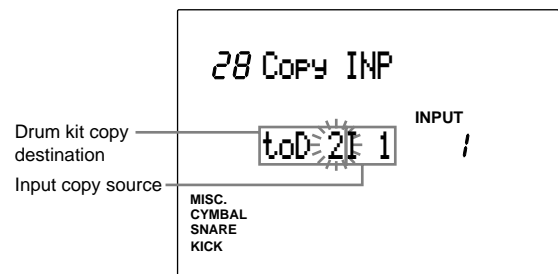 28 Copy INP
Drum kit copy
destination
toD 2I 1
INPUT
1
Input copy source
MISC.
CYMBAL
SNARE
KICK